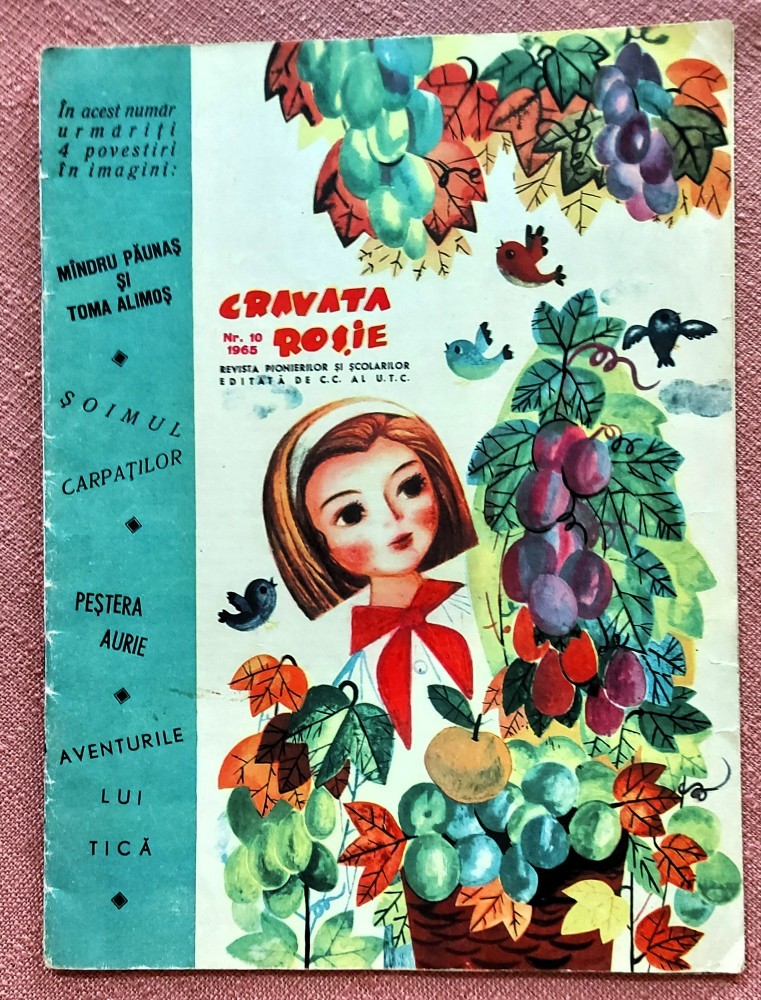 În acest număr
urmăriți
4 povestiri
în imagini:
MÎNDRU PĂUNAȘ
ȘI
TOMA ALIMOȘ
ȘOIMUL
CARPAȚILOR
PEȘTERA
AURIE
AVENTURILE
LUI
TICĂ
CRAVATA
Nr. 10
1965
ROȘIE
REVISTA PIONIERILOR ȘI ȘCOLARILOR
EDITATĂ DE C.C. AL U.T.C.